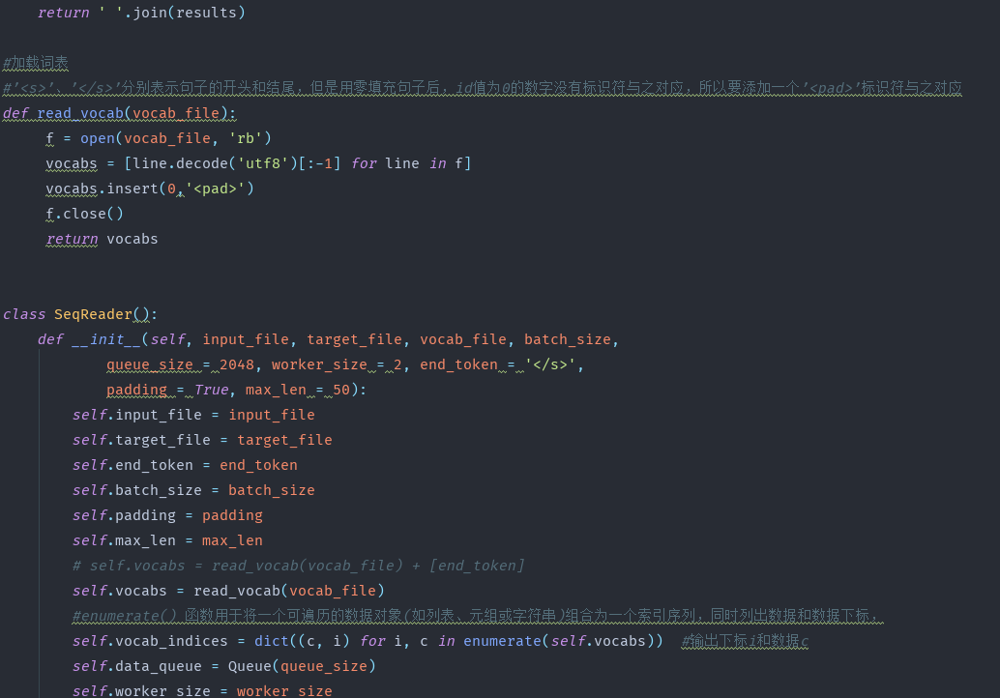 return ' '.join(results)
#加载词表
#'<s>'、'</s>'分别表示句子的开头和结尾，但是用零填充句子后，id值为0的数字没有标识符与之对应，所以要添加一个'<pad>'标识符与之对应
def read_vocab(vocab_file):
f = open(vocab_file, 'rb')
vocabs = [line.decode('utf8')[:-1] for line in f]
vocabs.insert(0,'<pad>')
f.close()
return vocabs
class SeqReader():
def __init__(self, input_file, target_file, vocab_file, batch_size,
queue_size = 2048, worker_size = 2, end_token = '</s>',
padding = True, max_len = 50):
self.input_file = input_file
self.target_file = target_file
self.end_token = end_token
self.batch_size = batch_size
self.padding = padding
self.max_len = max_len
# self.vocabs = read_vocab(vocab_file) + [end_token]
self.vocabs = read_vocab(vocab_file)
#enumerate() 函数用于将一个可遍历的数据对象(如列表、元组或字符串)组合为一个索引序列，同时列出数据和数据下标，
self.vocab_indices = dict((c, i) for i, c in enumerate(self.vocabs))  #输出下标i和数据c
self.data_queue = Queue(queue_size)
self.worker_size = worker_size